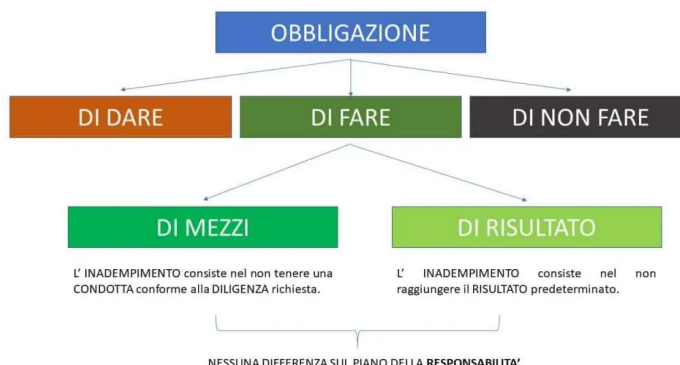 OBBLIGAZIONE
DI DARE
DI FARE
DI NON FARE
DI MEZZI
DI RISULTATO
L' INADEMPIMENTO consiste nel non tenere una
CONDOTTA conforme alla DILIGENZA richiesta.
L' INADEMPIMENTO consiste nel non
raggiungere il RISULTATO predeterminato.
NESSUNA DIFFERENZA SUL PIANO DELLA RESPONSABILITA'